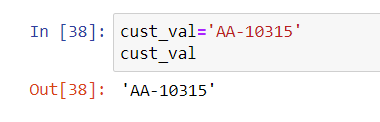 In [38]: cust_val='AA-10315'
cust_val
Out[38]: 'AA-10315'